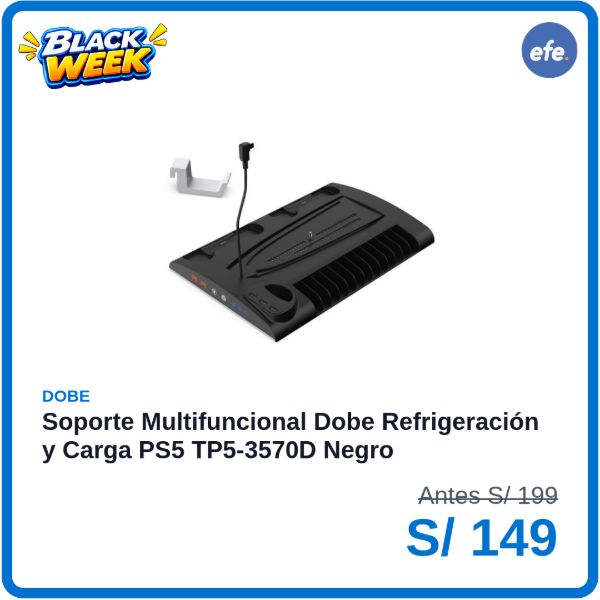 BLACK
WEEK
efe.
DOBE
Soporte Multifuncional Dobe Refrigeración
y Carga PS5 TP5-3570D Negro
Antes S/ 199
S/ 149